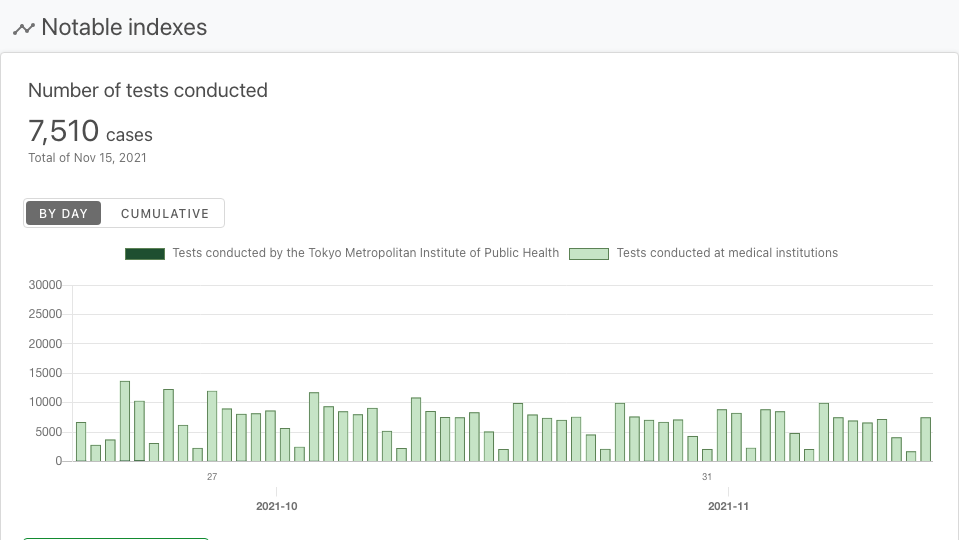 Notable indexes
Number of tests conducted
7,510 cases
Total of Nov 15, 2021
BY DAY CUMULATIVE
Tests conducted by the Tokyo Metropolitan Institute of Public Health Tests conducted at medical institutions
30000
25000
20000
15000
10000
5000
0
27 31
2021-10 2021-11